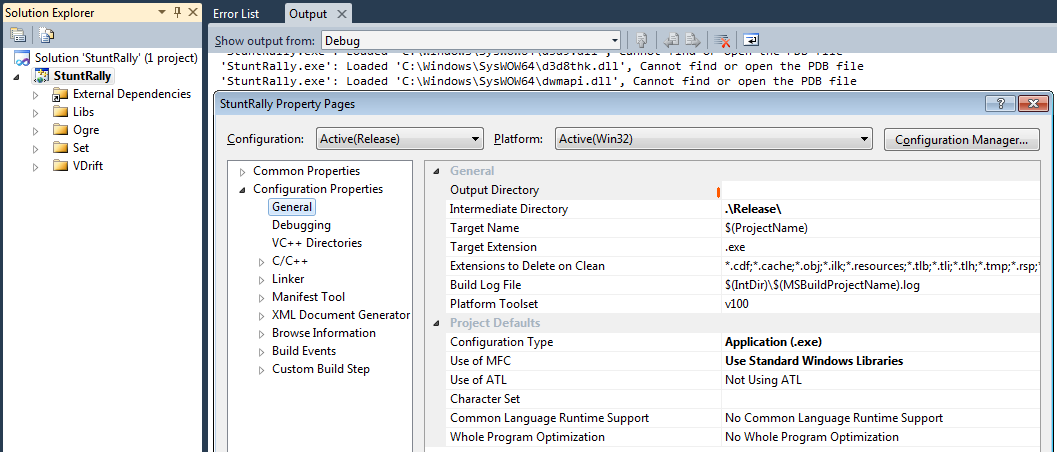 Solution Explorer
Solution 'StuntRally' (1 project)
StuntRally
External Dependencies
Libs
Ogre
Set
VDrift
Error List
Output
Show output from:
Debug
'StuntRally.exe': Loaded 'C:\Windows\SysWOW64\d3d9.dll', Cannot find or open the PDB file
'StuntRally.exe': Loaded 'C:\Windows\SysWOW64\d3d8thk.dll', Cannot find or open the PDB file
'StuntRally.exe': Loaded 'C:\Windows\SysWOW64\dwmapi.dll', Cannot find or open the PDB file
StuntRally Property Pages
Configuration:
Active(Release)
Platform:
Active(Win32)
Configuration Manager...
Common Properties
Configuration Properties
General
Debugging
VC++ Directories
C/C++
Linker
Manifest Tool
XML Document Generator
Browse Information
Build Events
Custom Build Step
General
Output Directory
Intermediate Directory
.\Release\
Target Name
$(ProjectName)
Target Extension
.exe
Extensions to Delete on Clean
*.cdf;*.cache;*.obj;*.ilk;*.resources;*.tlb;*.tli;*.tlh;*.tmp;*.rsp;*
Build Log File
$(IntDir)\$(MSBuildProjectName).log
Platform Toolset
v100
Project Defaults
Configuration Type
Application (.exe)
Use of MFC
Use Standard Windows Libraries
Use of ATL
Not Using ATL
Character Set
Common Language Runtime Support
No Common Language Runtime Support
Whole Program Optimization
No Whole Program Optimization